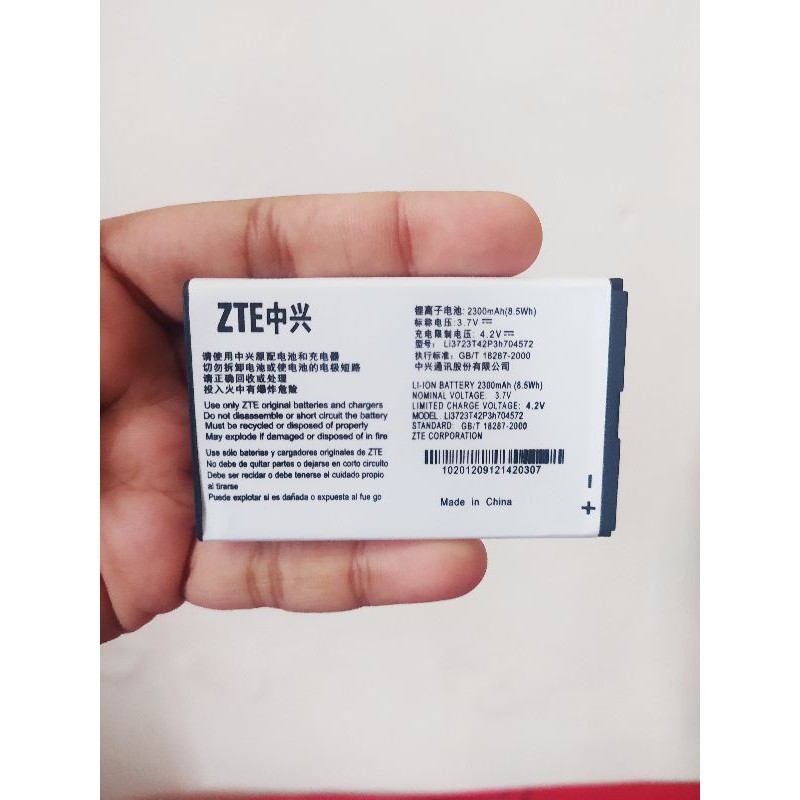 ZTE中兴
请使用中兴原配电池和充电器
切勿拆卸电池或使电池的电极短路
请正确回收或处理
投入火中有爆炸危险
Use only ZTE original batteries and chargers
Do not disassemble or short circuit the battery
Must be recycled or disposed of properly
May explode if damaged or disposed in fire
Use sólo baterías y cargadores originales de ZTE
No debe de quitar partes o dejarse en corto circuito
Debe ser recidar o debe tenerse el cuidado propio
al tirarse
Puede explotar si es dañada o expuesta al fue go
锂离子电池: 2300mAh(8.5Wh)
标称电压: 3.7V
充电限制电压: 4.2V
型号: Li3723T42P3h704572
执行标准: GB/T 18287-2000
中兴通讯股份有限公司
LI-ION BATTERY 2300mAh (8.5Wh)
NOMINAL VOLTAGE: 3.7V
LIMITED CHARGE VOLTAGE: 4.2V
MODEL: Li3723T42P3h704572
STANDARD: GB/T 18287-2000
ZTE CORPORATION
10201209121420307
Made in China
-
+